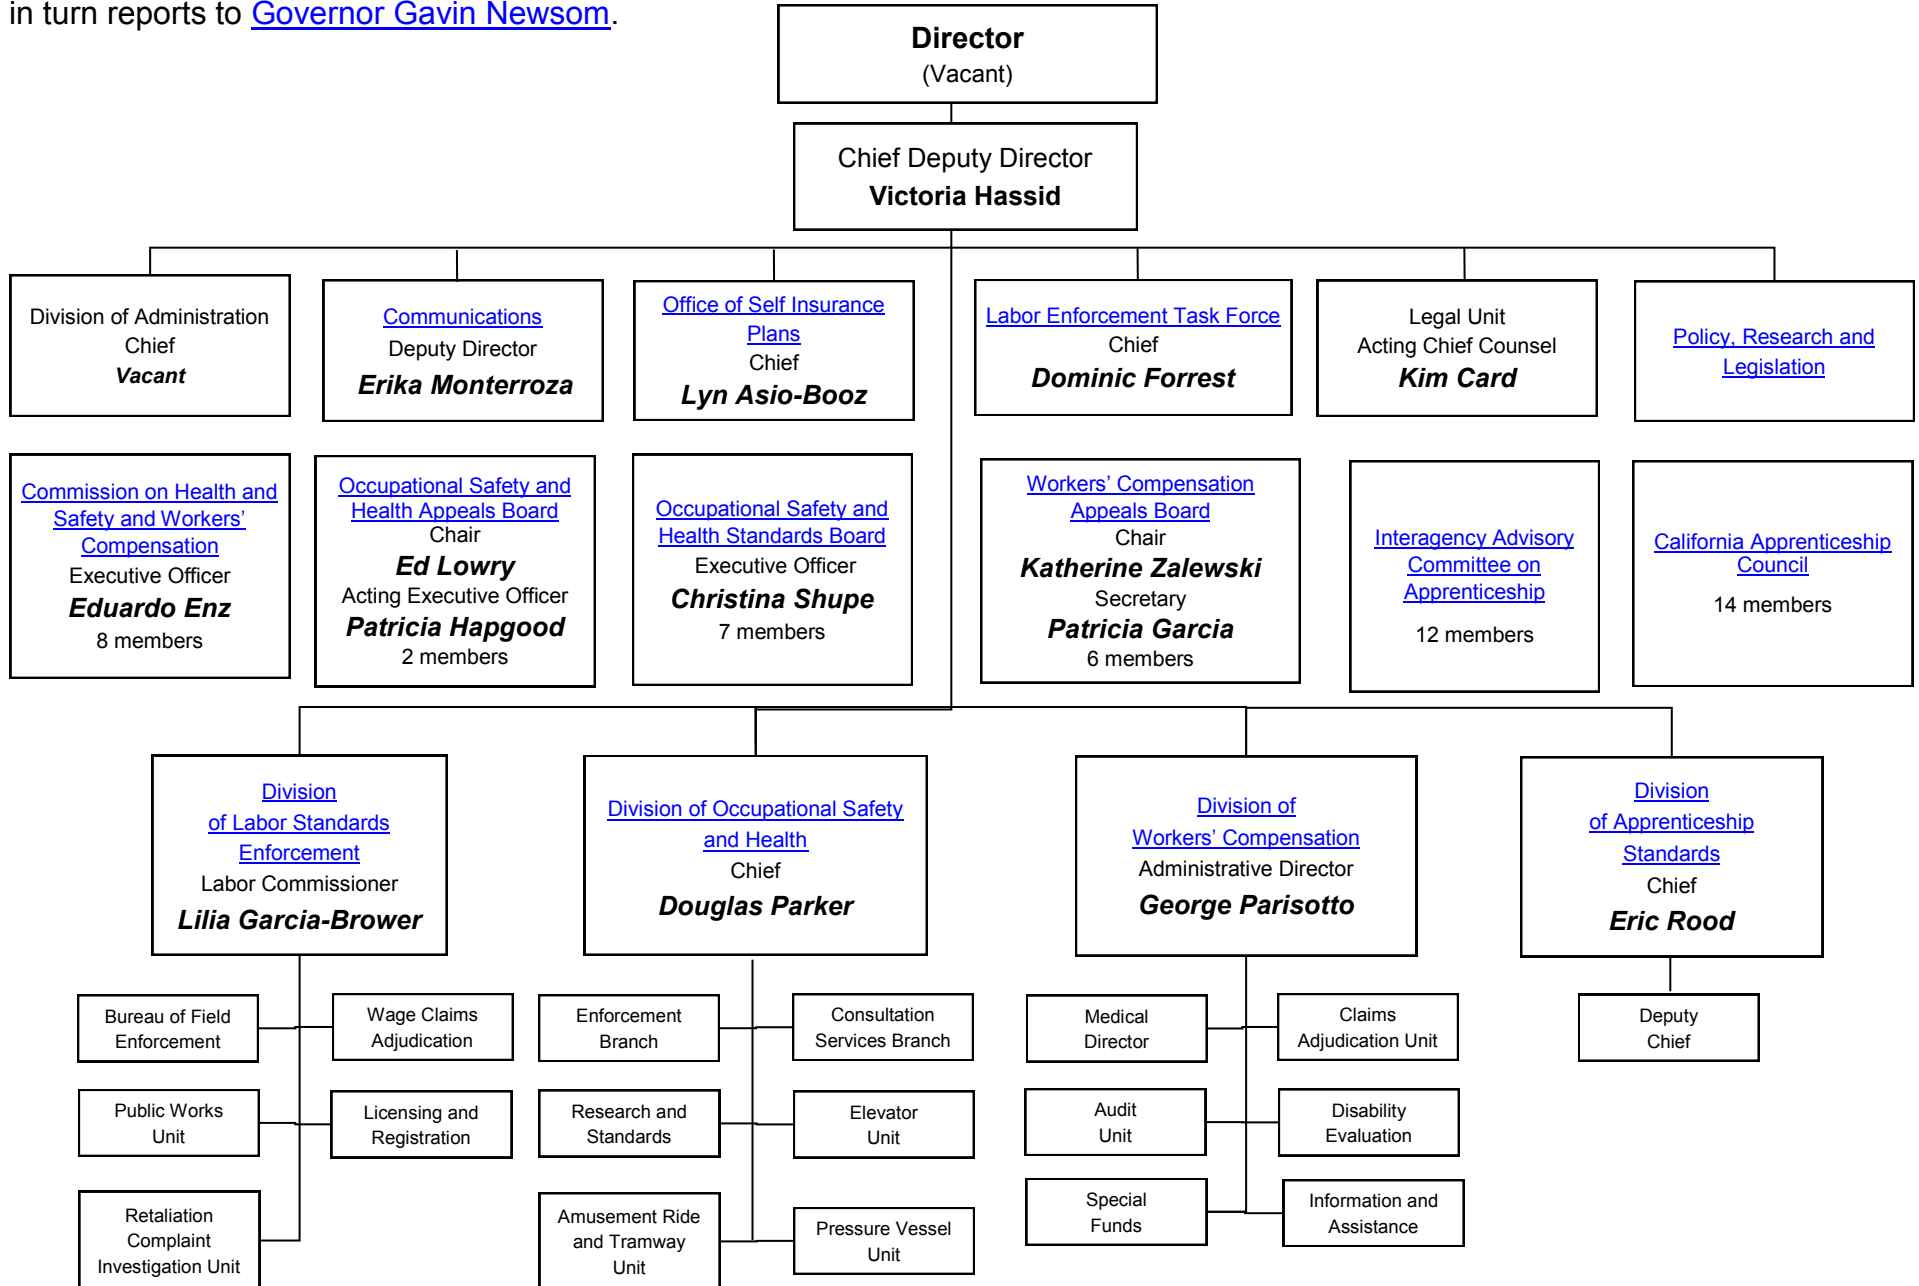 in turn reports to Governor Gavin Newsom.
Director
(Vacant)
Chief Deputy Director
Victoria Hassid
Division of Administration
Chief
Vacant
Communications
Deputy Director
Erika Monterroza
Office of Self Insurance
Plans
Chief
Lyn Asio-Booz
Labor Enforcement Task Force
Chief
Dominic Forrest
Legal Unit
Acting Chief Counsel
Kim Card
Policy, Research and
Legislation
Commission on Health and
Safety and Workers’
Compensation
Executive Officer
Eduardo Enz
8 members
Occupational Safety and
Health Appeals Board
Chair
Ed Lowry
Acting Executive Officer
Patricia Hapgood
2 members
Occupational Safety and
Health Standards Board
Executive Officer
Christina Shupe
7 members
Workers’ Compensation
Appeals Board
Chair
Katherine Zalewski
Secretary
Patricia Garcia
6 members
Interagency Advisory
Committee on
Apprenticeship
12 members
California Apprenticeship
Council
14 members
Division
of Labor Standards
Enforcement
Labor Commissioner
Lilia Garcia-Brower
Division of Occupational Safety
and Health
Chief
Douglas Parker
Division of
Workers’ Compensation
Administrative Director
George Parisotto
Division
of Apprenticeship
Standards
Chief
Eric Rood
Bureau of Field
Enforcement
Wage Claims
Adjudication
Public Works
Unit
Licensing and
Registration
Retaliation
Complaint
Investigation Unit
Enforcement
Branch
Consultation
Services Branch
Research and
Standards
Elevator
Unit
Amusement Ride
and Tramway
Unit
Pressure Vessel
Unit
Medical
Director
Claims
Adjudication Unit
Audit
Unit
Disability
Evaluation
Special
Funds
Information and
Assistance
Deputy
Chief